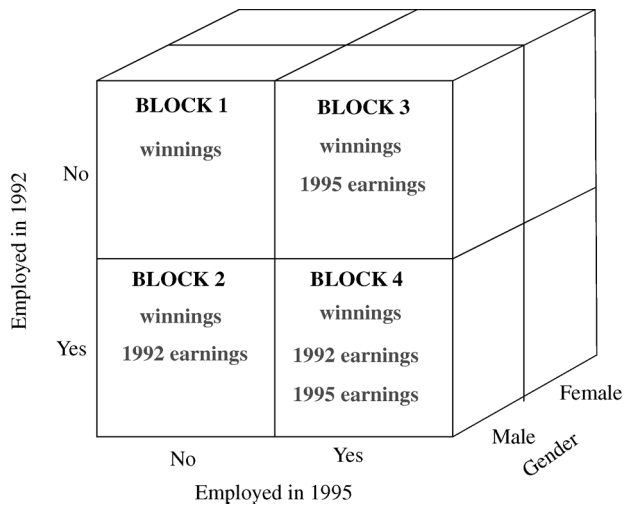 BLOCK 1
winnings
BLOCK 3
winnings
1995 earnings
No
Employed in 1992
BLOCK 2
winnings
1992 earnings
BLOCK 4
winnings
1992 earnings
1995 earnings
Yes
Female
Male
Gender
No
Yes
Employed in 1995